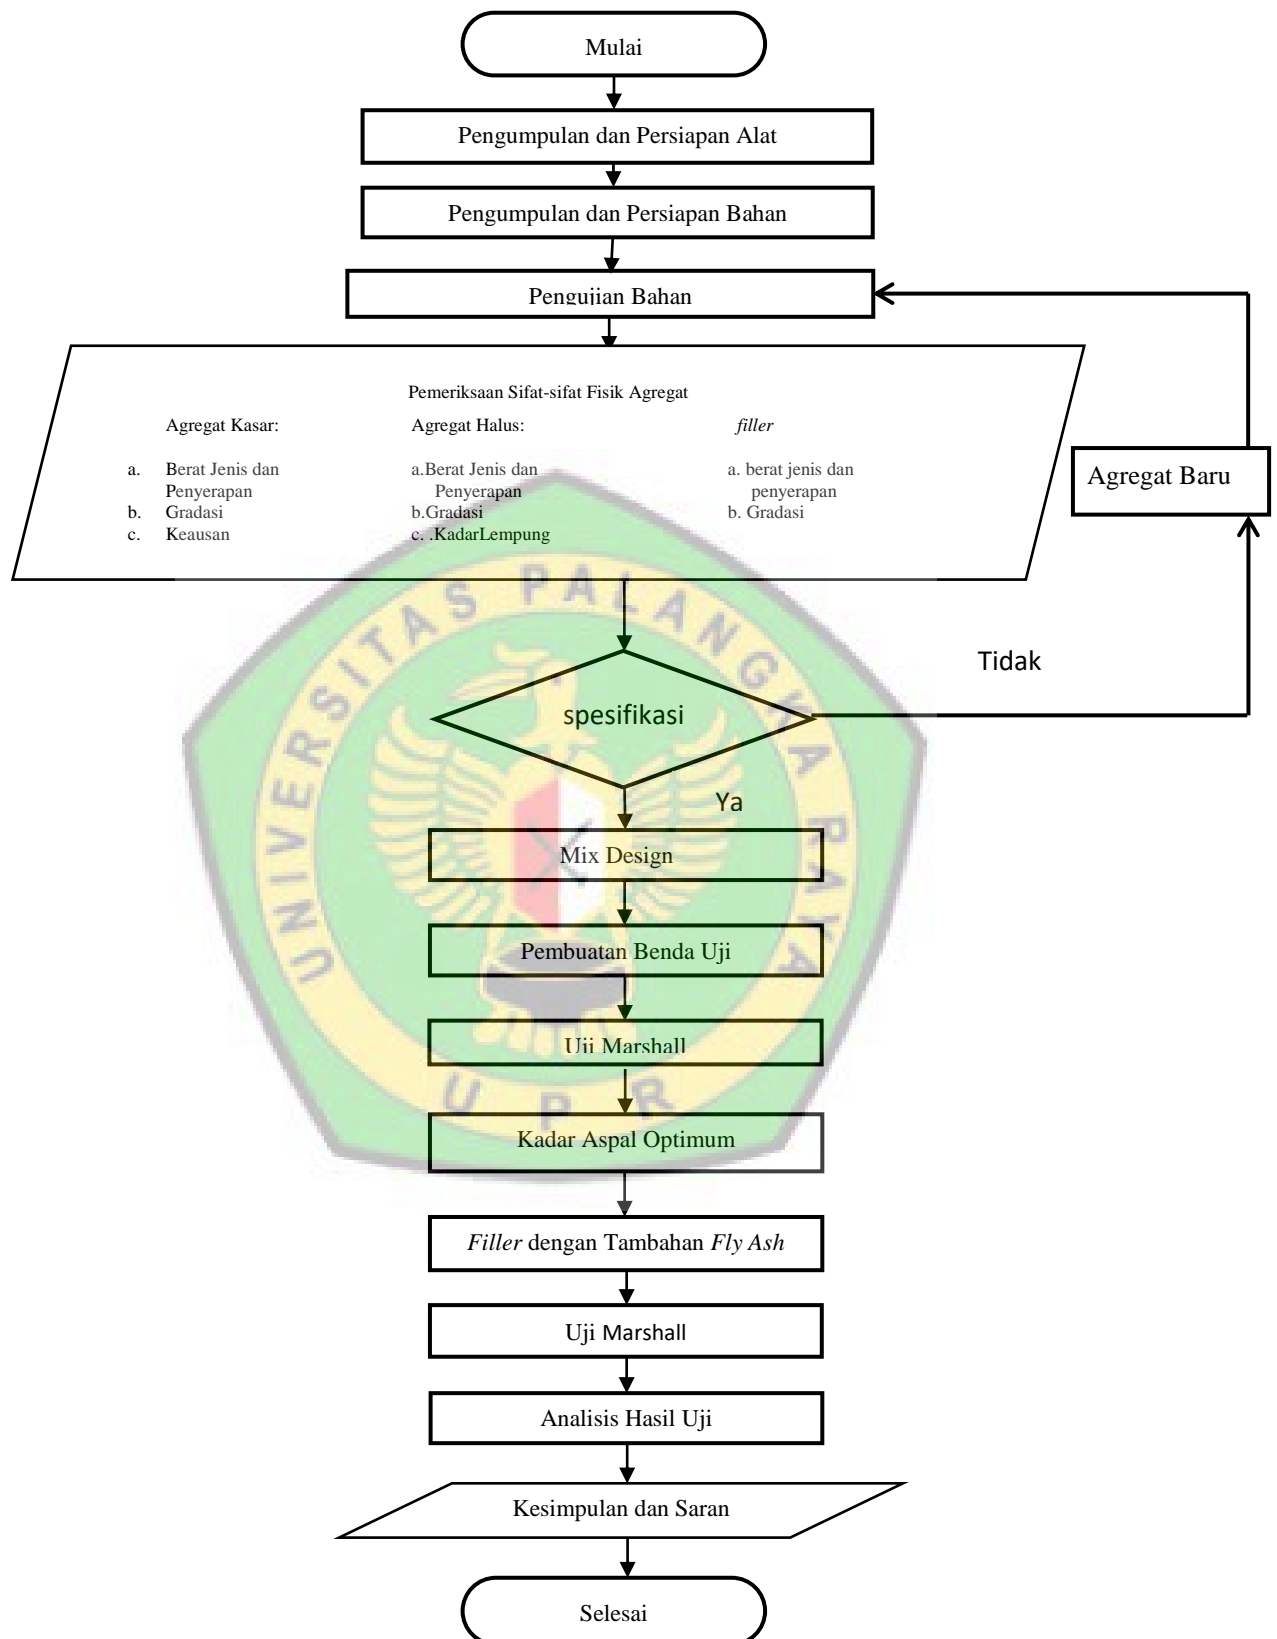 Mulai
Pengumpulan dan Persiapan Alat
Pengumpulan dan Persiapan Bahan
Pengujian Bahan
Pemeriksaan Sifat-sifat Fisik Agregat
Agregat Kasar:
a. Berat Jenis dan
Penyerapan
b. Gradasi
c. Keausan
Agregat Halus:
a.Berat Jenis dan
Penyerapan
b.Gradasi
c. .KadarLempung
filler
a. berat jenis dan
penyerapan
b. Gradasi
Agregat Baru
spesifikasi
Tidak
Ya
Mix Design
Pembuatan Benda Uji
Uji Marshall
Kadar Aspal Optimum
Filler dengan Tambahan Fly Ash
Uji Marshall
Analisis Hasil Uji
Kesimpulan dan Saran
Selesai
UNIVERSITAS PALANGKA RAYA
UPR